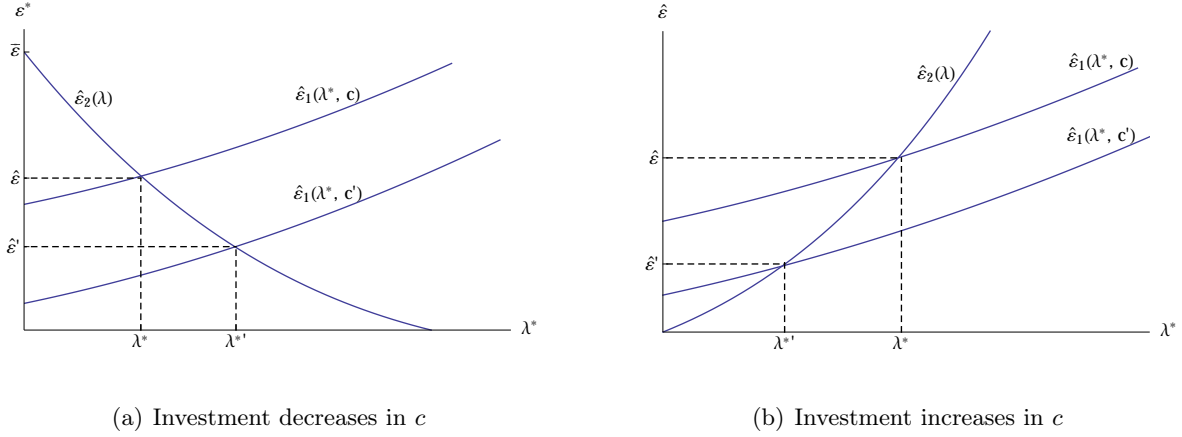 ε*
ε̅
ε̂₂(λ)
ε̂₁(λ*, c)
ε̂
ε̂₁(λ*, c')
ε̂'
λ*
λ*'
λ*
(a) Investment decreases in c
ε̂
ε̂₂(λ)
ε̂₁(λ*, c)
ε̂₁(λ*, c')
ε̂
ε̂'
λ*'
λ*
λ*
(b) Investment increases in c